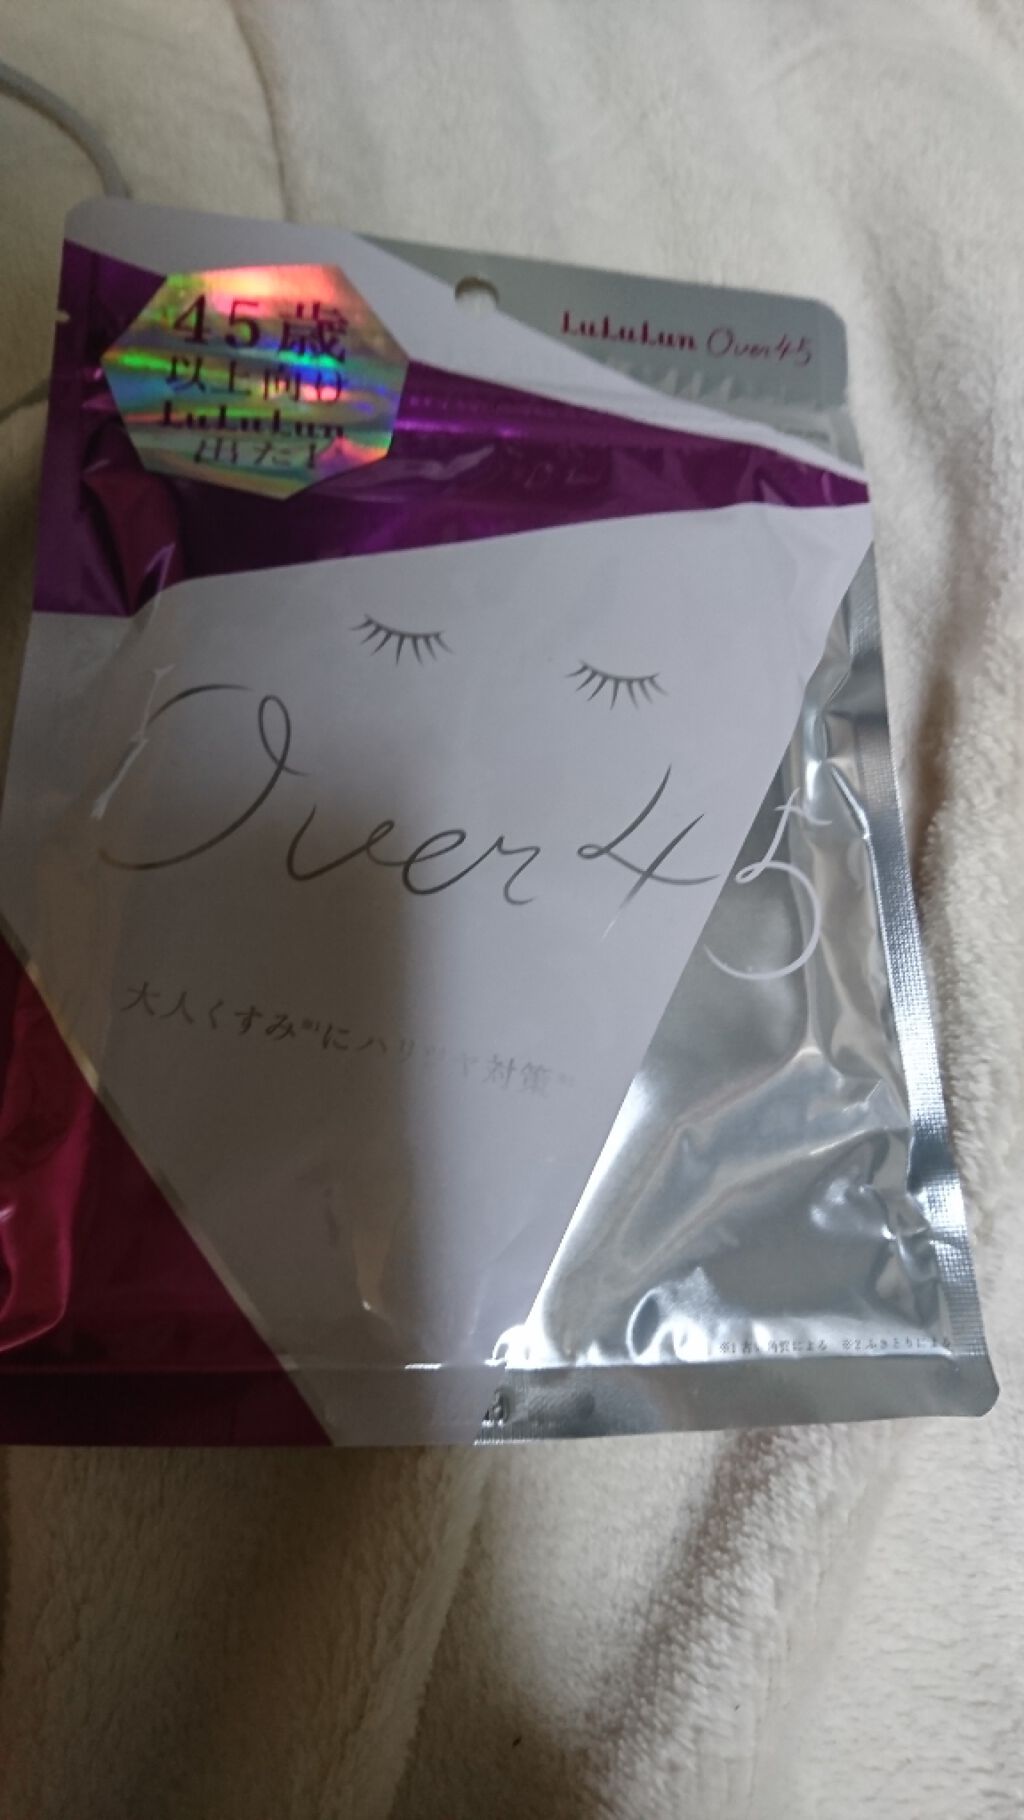 45歳
以上向け
LuLuLun
出た!
LuLuLun Over45
Over45
大人くすみ※1にハリツヤ対策※2
※1 古い角質による ※2 ふきとりによる